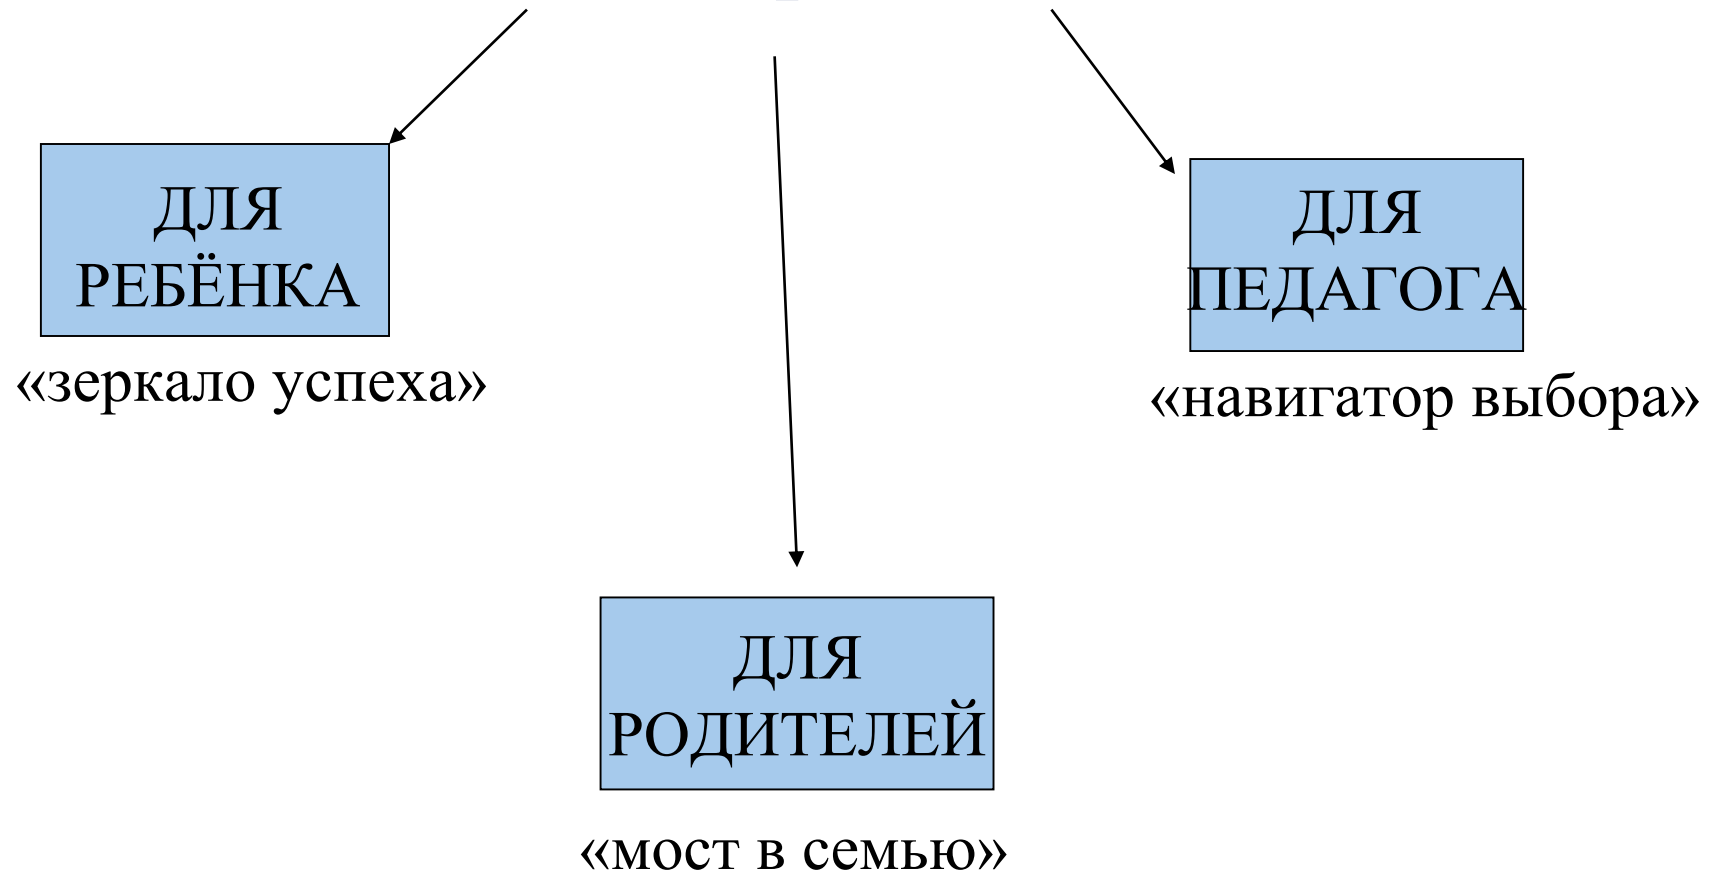 ДЛЯ
РЕБЁНКА
«зеркало успеха»
ДЛЯ
ПЕДАГОГА
«навигатор выбора»
ДЛЯ
РОДИТЕЛЕЙ
«мост в семью»